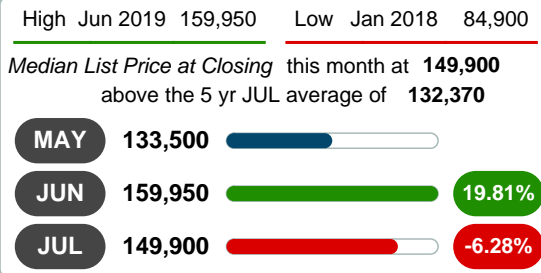 High Jun 2019 159,950 Low Jan 2018 84,900
Median List Price at Closing this month at 149,900
above the 5 yr JUL average of 132,370
MAY 133,500
JUN 159,950 19.81%
JUL 149,900 -6.28%